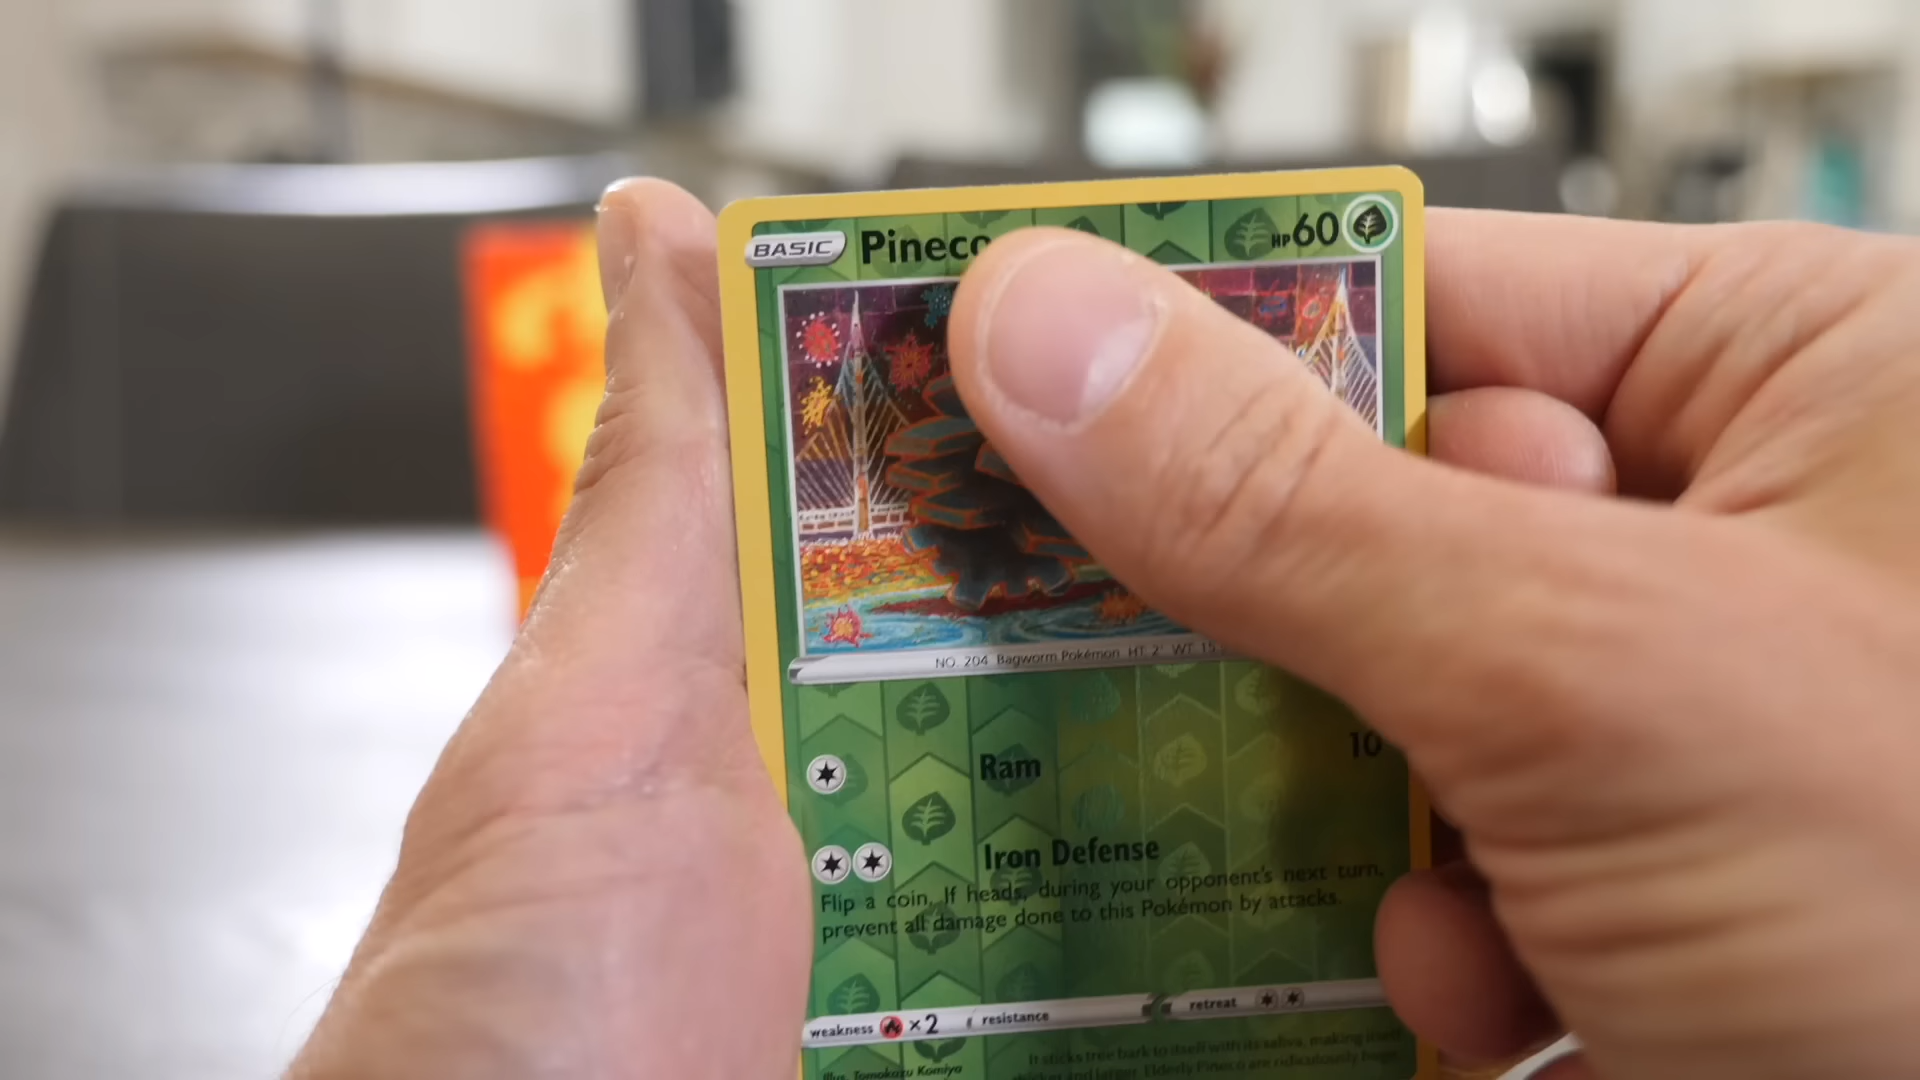 BASIC Pineco HP 60
NO. 204 Bagworm Pokémon HT 2' WT 15.
Ram 10
Iron Defense
Flip a coin. If heads, during your opponent's next turn,
prevent all damage done to this Pokémon by attacks.
weakness ×2 resistance retreat
It sticks tree bark to itself with its saliva, making itself
thicker and larger. Elderly Pineco are ridiculously huge.
Illus. Tomokazu Komiya